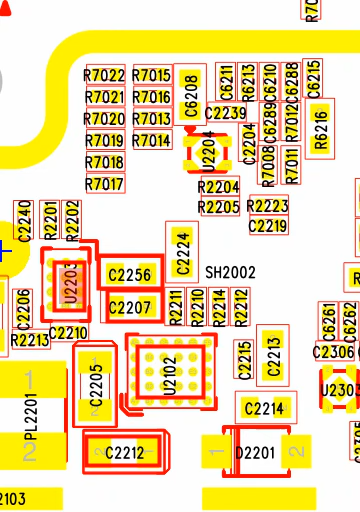 R7022 R7015
R7021 R7016
R7020 R7013
R7019 R7014
R7018
R7017
C6208
C6211
R6213
C6210
C6288
C6215
C2239
C6289
R7012
R6216
U2204
C2204
R7008
R7011
R2204
R2205
R2223
C2219
C2240
R2201
R2202
C2224
U2203
C2256
SH2002
C2206
C2207
R2211
R2210
R2214
R2212
R2213
C2210
C6261
C6262
C2306
C2205
U2102
C2215
C2213
U2303
1
PL2201
2
C2214
C2212
1
D2201
2
2103